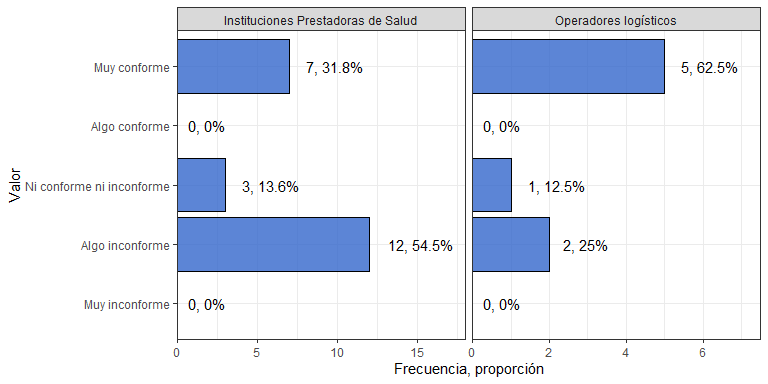 Instituciones Prestadoras de Salud
Operadores logísticos
Valor
Muy conforme
7, 31.8%
5, 62.5%
Algo conforme
0, 0%
0, 0%
Ni conforme ni inconforme
3, 13.6%
1, 12.5%
Algo inconforme
12, 54.5%
2, 25%
Muy inconforme
0, 0%
0, 0%
0 5 10 15
0 2 4 6
Frecuencia, proporción